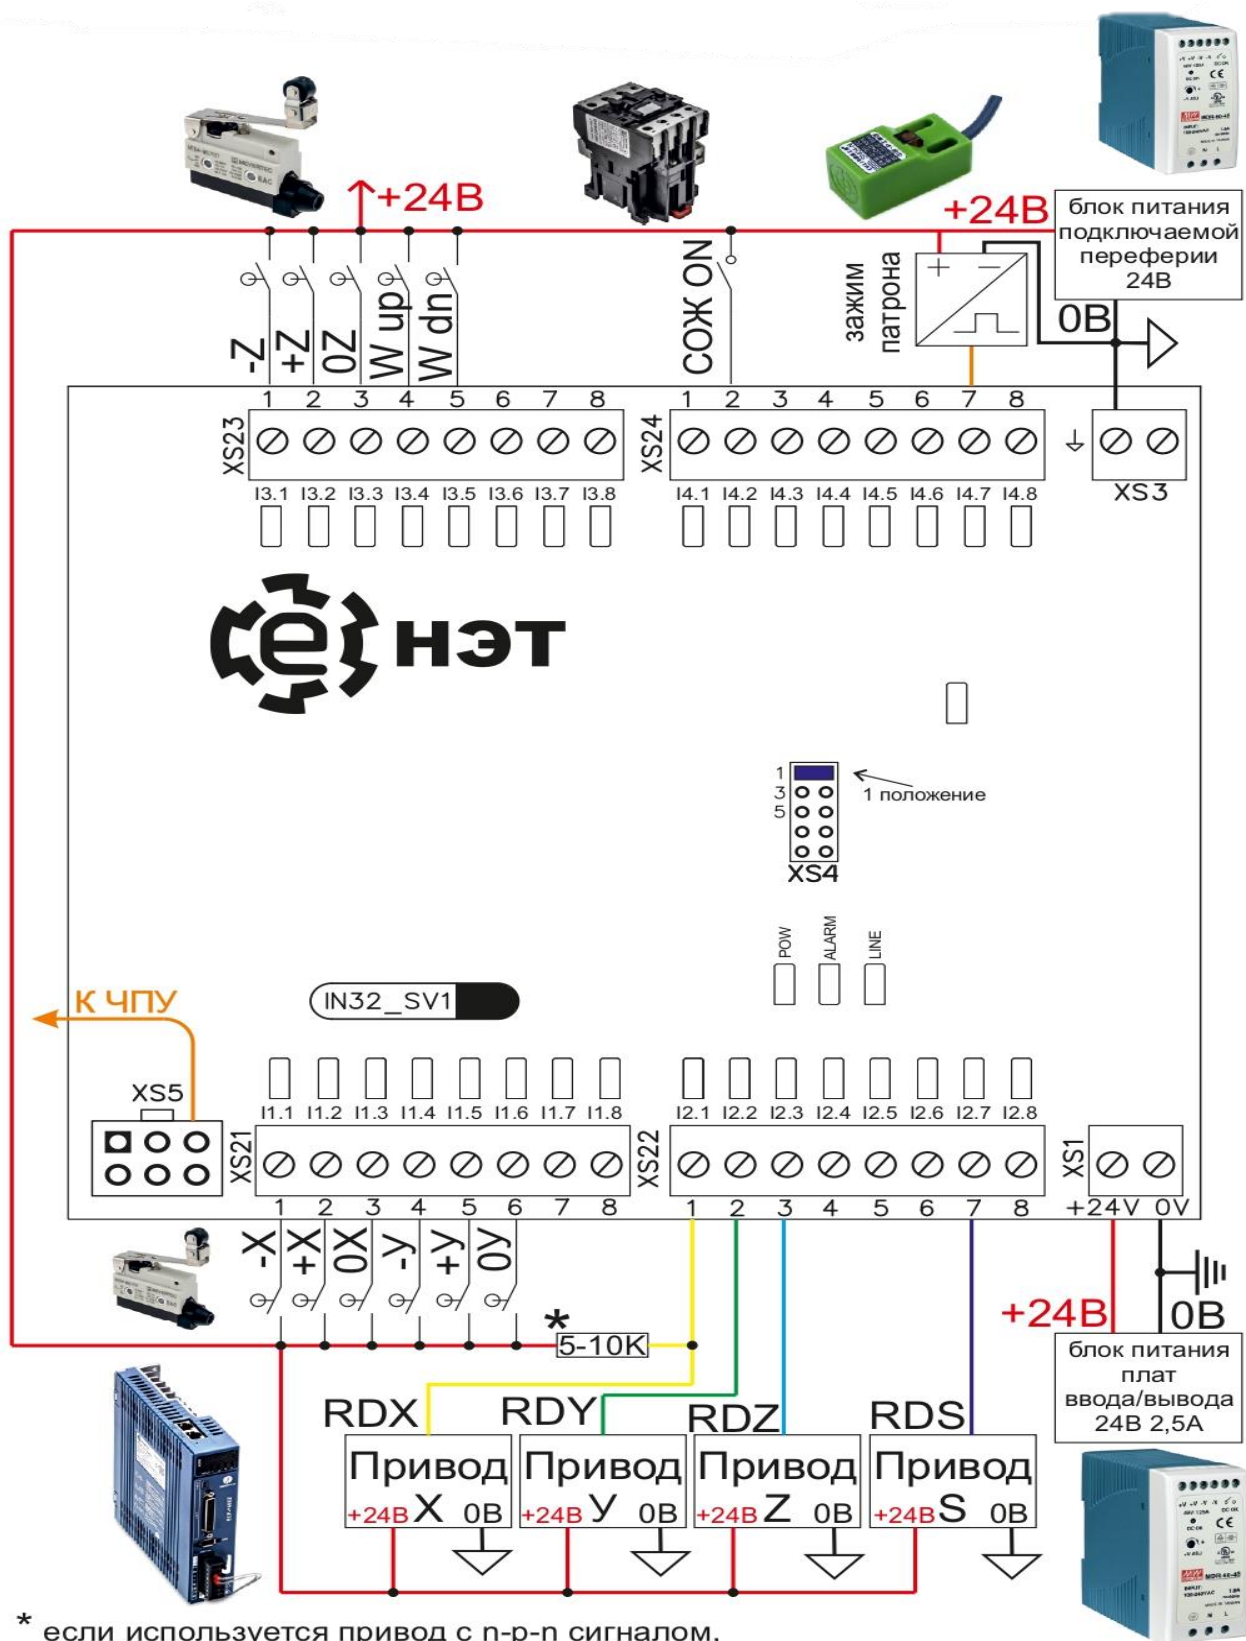 +24В
+24В
блок питания
подключаемой
переферии
24В
0В
-Z
+Z
0Z
W up
W dn
СОЖ ON
зажим
патрона
+ −
1 2 3 4 5 6 7 8
XS23
I3.1 I3.2 I3.3 I3.4 I3.5 I3.6 I3.7 I3.8
1 2 3 4 5 6 7 8
XS24
I4.1 I4.2 I4.3 I4.4 I4.5 I4.6 I4.7 I4.8
XS3
ё нэт
1
3
5
1 положение
XS4
POW
ALARM
LINE
К ЧПУ
IN32_SV1
XS5
I1.1 I1.2 I1.3 I1.4 I1.5 I1.6 I1.7 I1.8
XS21
1 2 3 4 5 6 7 8
I2.1 I2.2 I2.3 I2.4 I2.5 I2.6 I2.7 I2.8
XS22
1 2 3 4 5 6 7 8
XS1
+24V 0V
-X
+X
0X
-y
+y
0y
*
5-10K
+24В
0В
блок питания
плат
ввода/вывода
24В 2,5А
RDX
RDY
RDZ
RDS
Привод
+24В X 0В
Привод
+24В У 0В
Привод
+24В Z 0В
Привод
+24В S 0В
* если используется привод с n-p-n сигналом.